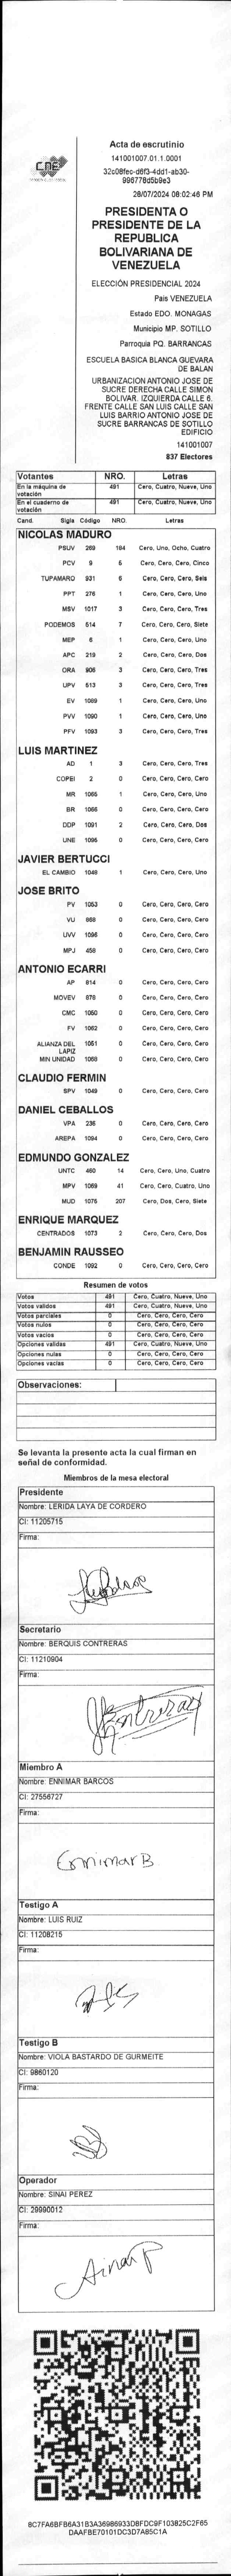 CNE
Acta de escrutinio
141001007.01.1.0001
32c08fec-d6f3-4dd1-ab30-
996778d5b9e3
28/07/2024 08:02:46 PM
PRESIDENTA O
PRESIDENTE DE LA
REPUBLICA
BOLIVARIANA DE
VENEZUELA
ELECCIÓN PRESIDENCIAL 2024
País VENEZUELA
Estado EDO. MONAGAS
Municipio MP. SOTILLO
Parroquia PQ. BARRANCAS
ESCUELA BASICA BLANCA GUEVARA
DE BALAN
URBANIZACION ANTONIO JOSE DE
SUCRE DERECHA CALLE SIMON
BOLIVAR. IZQUIERDA CALLE 6.
FRENTE CALLE SAN LUIS CALLE SAN
LUIS BARRIO ANTONIO JOSE DE
SUCRE BARRANCAS DE SOTILLO
EDIFICIO
141001007
837 Electores
Votantes NRO. Letras
En la máquina de votación 491 Cero, Cuatro, Nueve, Uno
En el cuaderno de votación 491 Cero, Cuatro, Nueve, Uno
Cand. Sigla Código NRO. Letras
NICOLAS MADURO
PSUV 269 184 Cero, Uno, Ocho, Cuatro
PCV 9 5 Cero, Cero, Cero, Cinco
TUPAMARO 931 6 Cero, Cero, Cero, Seis
PPT 276 1 Cero, Cero, Cero, Uno
MSV 1017 3 Cero, Cero, Cero, Tres
PODEMOS 514 7 Cero, Cero, Cero, Siete
MEP 6 1 Cero, Cero, Cero, Uno
APC 219 2 Cero, Cero, Cero, Dos
ORA 906 3 Cero, Cero, Cero, Tres
UPV 513 3 Cero, Cero, Cero, Tres
EV 1089 1 Cero, Cero, Cero, Uno
PVV 1090 1 Cero, Cero, Cero, Uno
PFV 1093 3 Cero, Cero, Cero, Tres
LUIS MARTINEZ
AD 1 3 Cero, Cero, Cero, Tres
COPEI 2 0 Cero, Cero, Cero, Cero
MR 1065 1 Cero, Cero, Cero, Uno
BR 1066 0 Cero, Cero, Cero, Cero
DDP 1091 2 Cero, Cero, Cero, Dos
UNE 1095 0 Cero, Cero, Cero, Cero
JAVIER BERTUCCI
EL CAMBIO 1048 1 Cero, Cero, Cero, Uno
JOSE BRITO
PV 1053 0 Cero, Cero, Cero, Cero
VU 868 0 Cero, Cero, Cero, Cero
UVV 1096 0 Cero, Cero, Cero, Cero
MPJ 458 0 Cero, Cero, Cero, Cero
ANTONIO ECARRI
AP 814 0 Cero, Cero, Cero, Cero
MOVEV 878 0 Cero, Cero, Cero, Cero
CMC 1050 0 Cero, Cero, Cero, Cero
FV 1062 0 Cero, Cero, Cero, Cero
ALIANZA DEL LAPIZ 1051 0 Cero, Cero, Cero, Cero
MIN UNIDAD 1068 0 Cero, Cero, Cero, Cero
CLAUDIO FERMIN
SPV 1049 0 Cero, Cero, Cero, Cero
DANIEL CEBALLOS
VPA 236 0 Cero, Cero, Cero, Cero
AREPA 1094 0 Cero, Cero, Cero, Cero
EDMUNDO GONZALEZ
UNTC 460 14 Cero, Cero, Uno, Cuatro
MPV 1069 41 Cero, Cero, Cuatro, Uno
MUD 1075 207 Cero, Dos, Cero, Siete
ENRIQUE MARQUEZ
CENTRADOS 1073 2 Cero, Cero, Cero, Dos
BENJAMIN RAUSSEO
CONDE 1092 0 Cero, Cero, Cero, Cero
Resumen de votos
Votos 491 Cero, Cuatro, Nueve, Uno
Votos validos 491 Cero, Cuatro, Nueve, Uno
Votos parciales 0 Cero, Cero, Cero, Cero
Votos nulos 0 Cero, Cero, Cero, Cero
Votos vacios 0 Cero, Cero, Cero, Cero
Opciones validas 491 Cero, Cuatro, Nueve, Uno
Opciones nulas 0 Cero, Cero, Cero, Cero
Opciones vacias 0 Cero, Cero, Cero, Cero
Observaciones:
Se levanta la presente acta la cual firman en
señal de conformidad.
Miembros de la mesa electoral
Presidente
Nombre: LERIDA LAYA DE CORDERO
CI: 11205715
Firma:
Secretario
Nombre: BERQUIS CONTRERAS
CI: 11210904
Firma:
Contreras
Miembro A
Nombre: ENNIMAR BARCOS
CI: 27556727
Firma:
Ennimar B
Testigo A
Nombre: LUIS RUIZ
CI: 11208215
Firma:
Testigo B
Nombre: VIOLA BASTARDO DE GURMEITE
CI: 9860120
Firma:
Operador
Nombre: SINAI PEREZ
CI: 29990012
Firma:
Sinai P
8C7FA6BFB6A31B3A36986933DBFDC9F103825C2F65
DAAFBE70101DC3D7A85C1A